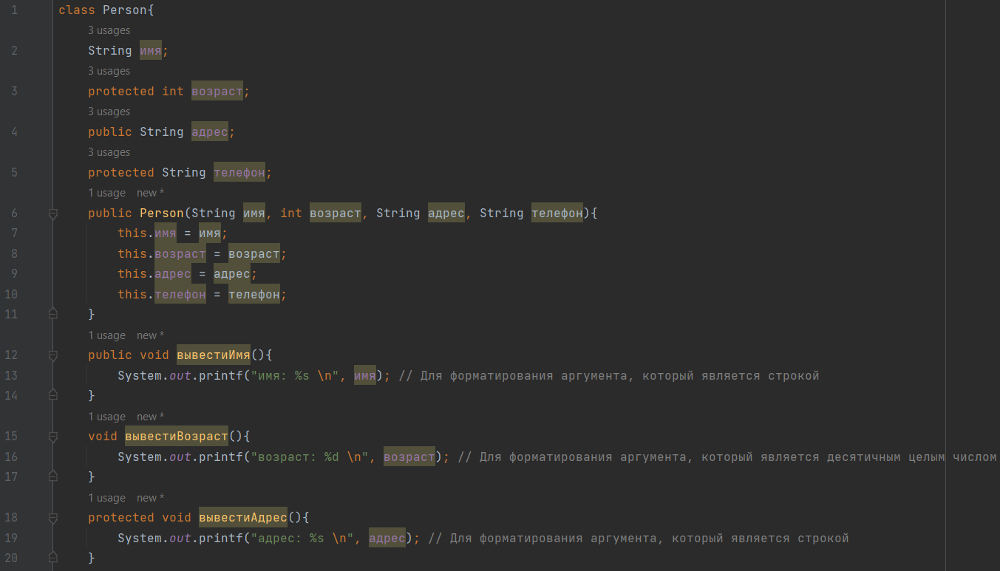 1 class Person{
3 usages
2 String имя;
3 usages
3 protected int возраст;
3 usages
4 public String адрес;
3 usages
5 protected String телефон;
1 usage new *
6 public Person(String имя, int возраст, String адрес, String телефон){
7 this.имя = имя;
8 this.возраст = возраст;
9 this.адрес = адрес;
10 this.телефон = телефон;
11 }
1 usage new *
12 public void вывестиИмя(){
13 System.out.printf("имя: %s \n", имя); // Для форматирования аргумента, который является строкой
14 }
1 usage new *
15 void вывестиВозраст(){
16 System.out.printf("возраст: %d \n", возраст); // Для форматирования аргумента, который является десятичным целым числом
17 }
1 usage new *
18 protected void вывестиАдрес(){
19 System.out.printf("адрес: %s \n", адрес); // Для форматирования аргумента, который является строкой
20 }